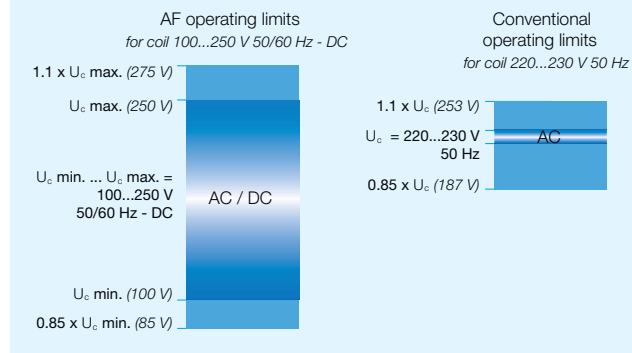 AF operating limits
for coil 100...250 V 50/60 Hz - DC
1.1 x Uc max. (275 V)
Uc max. (250 V)
Uc min. ... Uc max. =
100...250 V
50/60 Hz - DC
AC / DC
Uc min. (100 V)
0.85 x Uc min. (85 V)
Conventional
operating limits
for coil 220...230 V 50 Hz
1.1 x Uc (253 V)
Uc = 220...230 V
50 Hz
AC
0.85 x Uc (187 V)